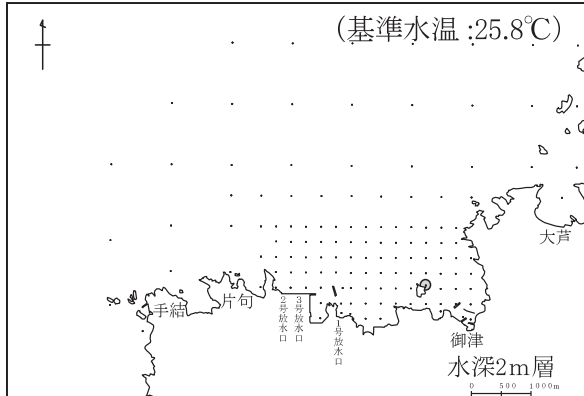 (基準水温:25.8℃)
大芦
手結
片句
2号放水口
3号放水口
1号放水口
御津
水深2m層
0 500 1000m